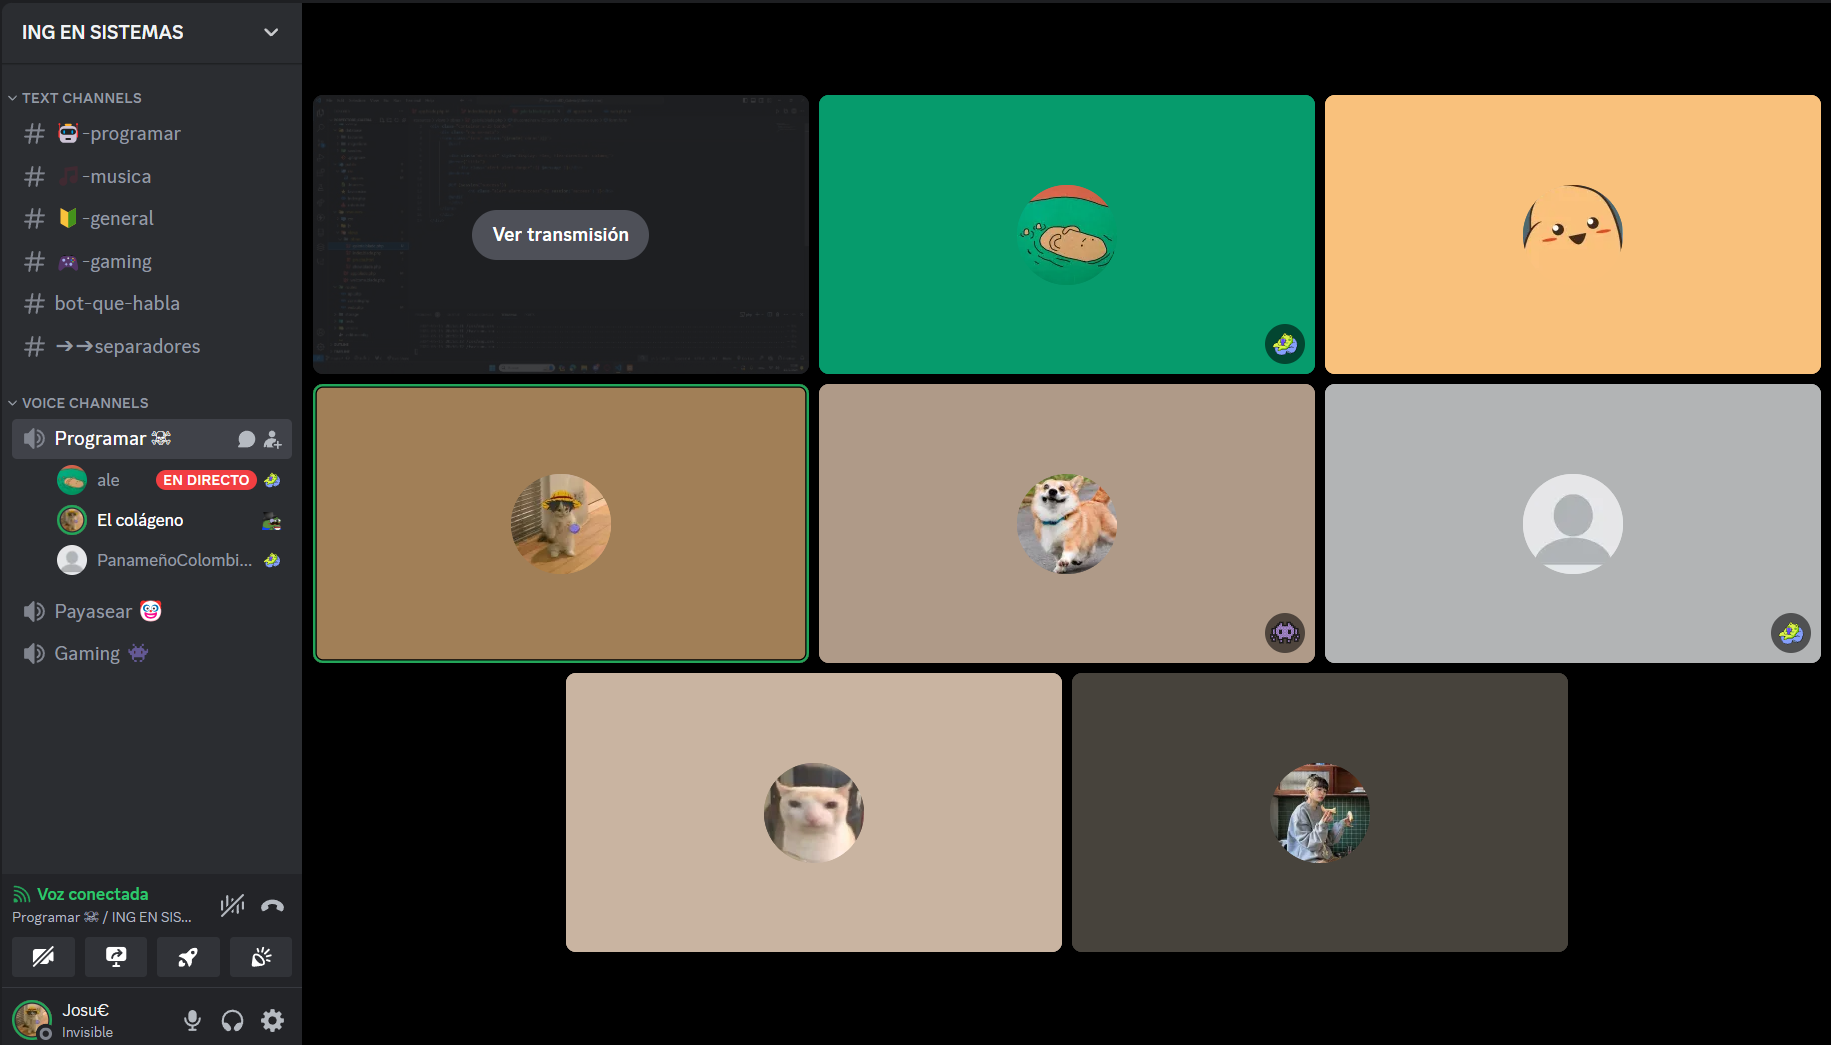 ING EN SISTEMAS
TEXT CHANNELS
🤖-programar
🎵-musica
🔰-general
🎮-gaming
bot-que-habla
→→separadores
VOICE CHANNELS
Programar ☠️
ale EN DIRECTO
El colágeno
PanameñoColombi...
Payasear 🤡
Gaming 👾
Voz conectada
Programar ☠️ / ING EN SIS...
Josu€
Invisible
Ver transmisión